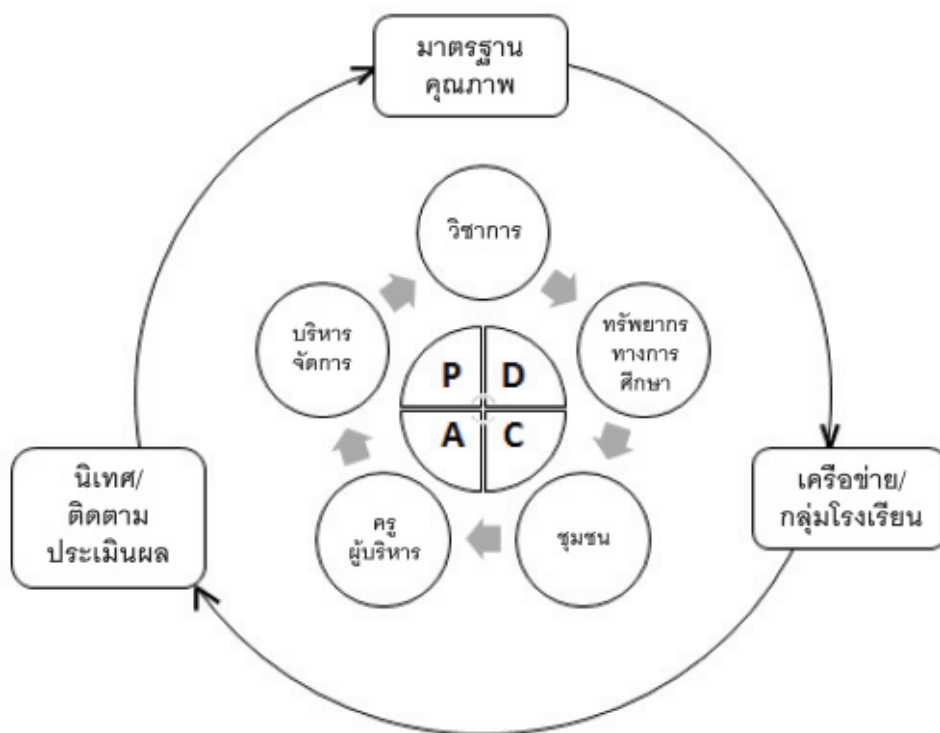 มาตรฐาน
คุณภาพ
วิชาการ
บริหาร
จัดการ
ทรัพยากร
ทางการ
ศึกษา
P D
A C
นิเทศ/
ติดตาม
ประเมินผล
เครือข่าย/
กลุ่มโรงเรียน
ครู
ผู้บริหาร
ชุมชน